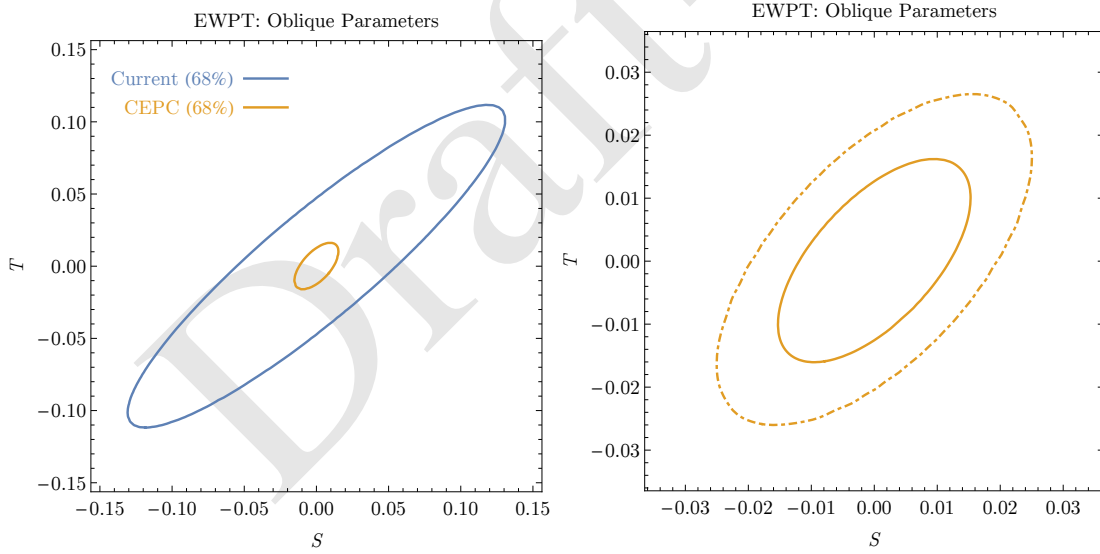 EWPT: Oblique Parameters
0.15
0.10
0.05
0.00
−0.05
−0.10
−0.15
T
Current (68%)
CEPC (68%)
−0.15 −0.10 −0.05 0.00 0.05 0.10 0.15
S
EWPT: Oblique Parameters
0.03
0.02
0.01
0.00
−0.01
−0.02
−0.03
T
−0.03 −0.02 −0.01 0.00 0.01 0.02 0.03
S
Draft